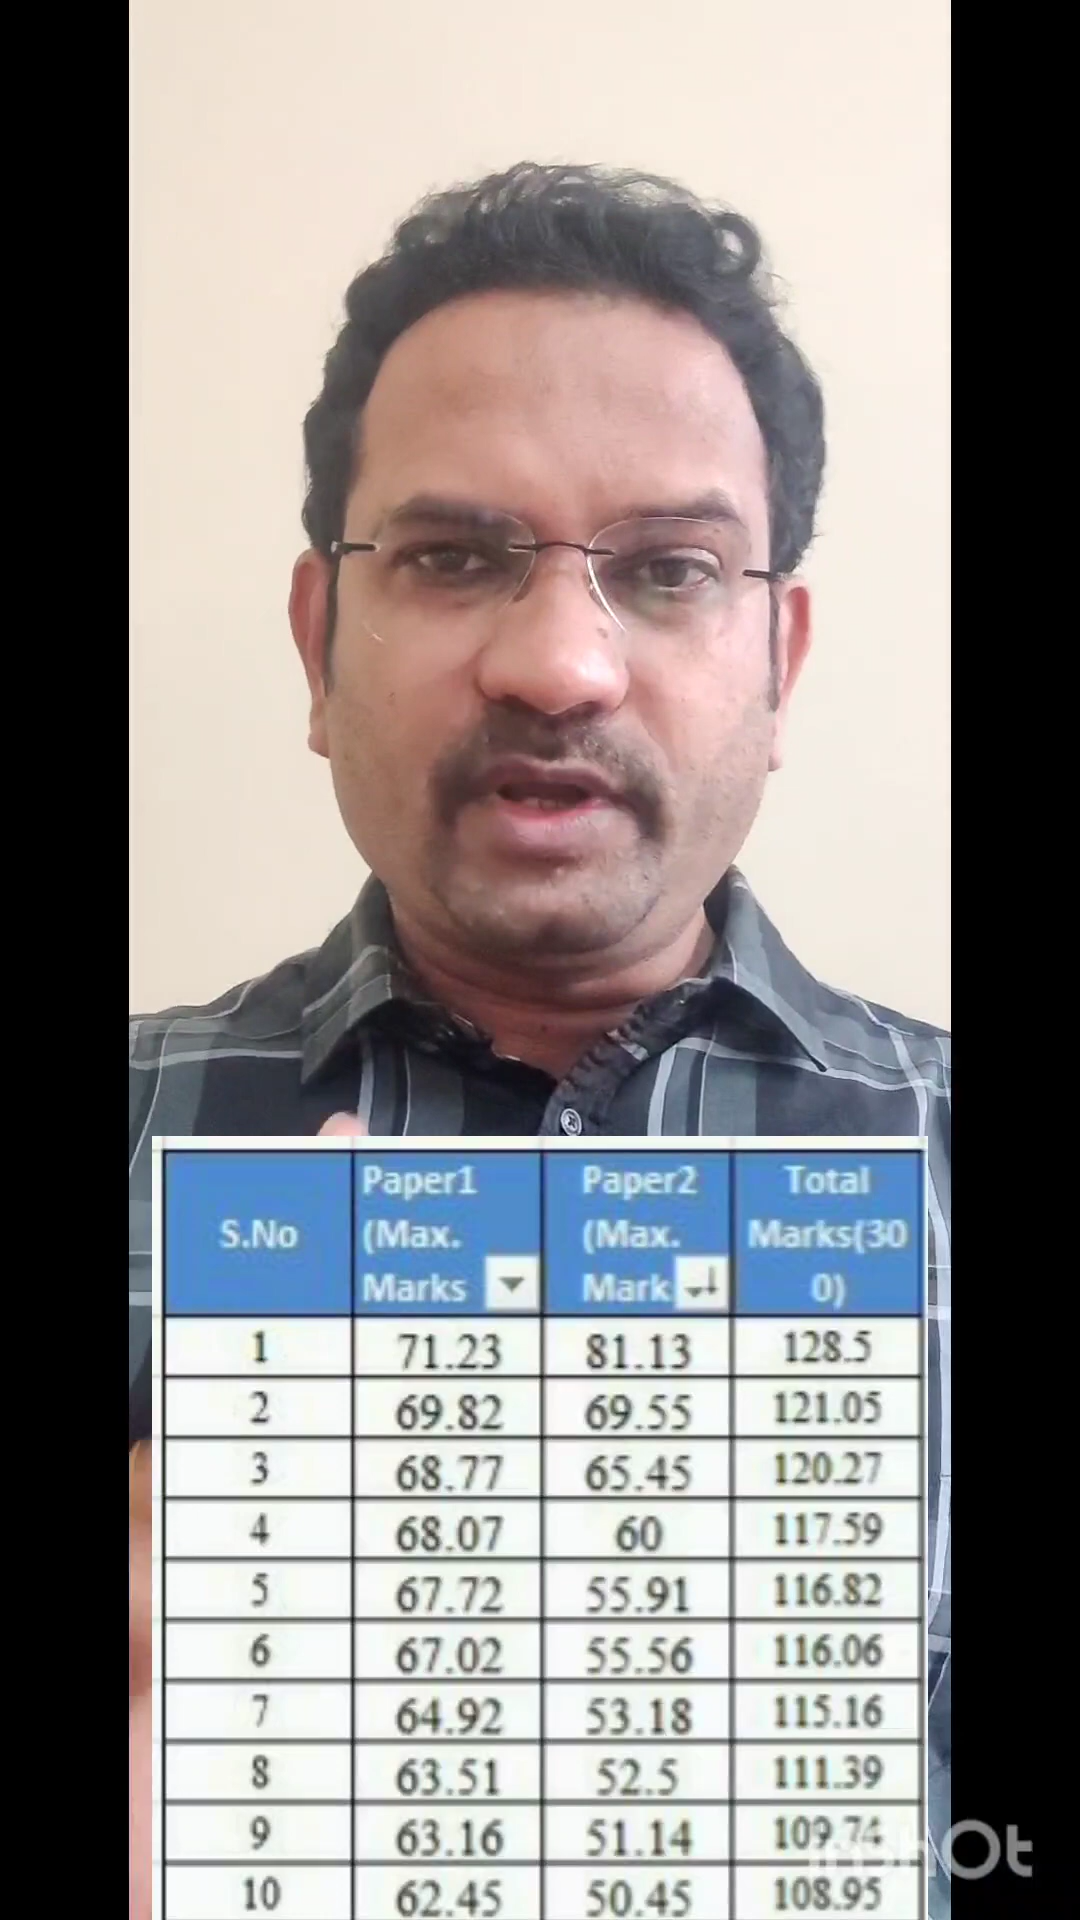 S.No Paper1 (Max. Marks Paper2 (Max. Mark Total Marks(300)
1 71.23 81.13 128.5
2 69.82 69.55 121.05
3 68.77 65.45 120.27
4 68.07 60 117.59
5 67.72 55.91 116.82
6 67.02 55.56 116.06
7 64.92 53.18 115.16
8 63.51 52.5 111.39
9 63.16 51.14 109.74
10 62.45 50.45 108.95
InShOt